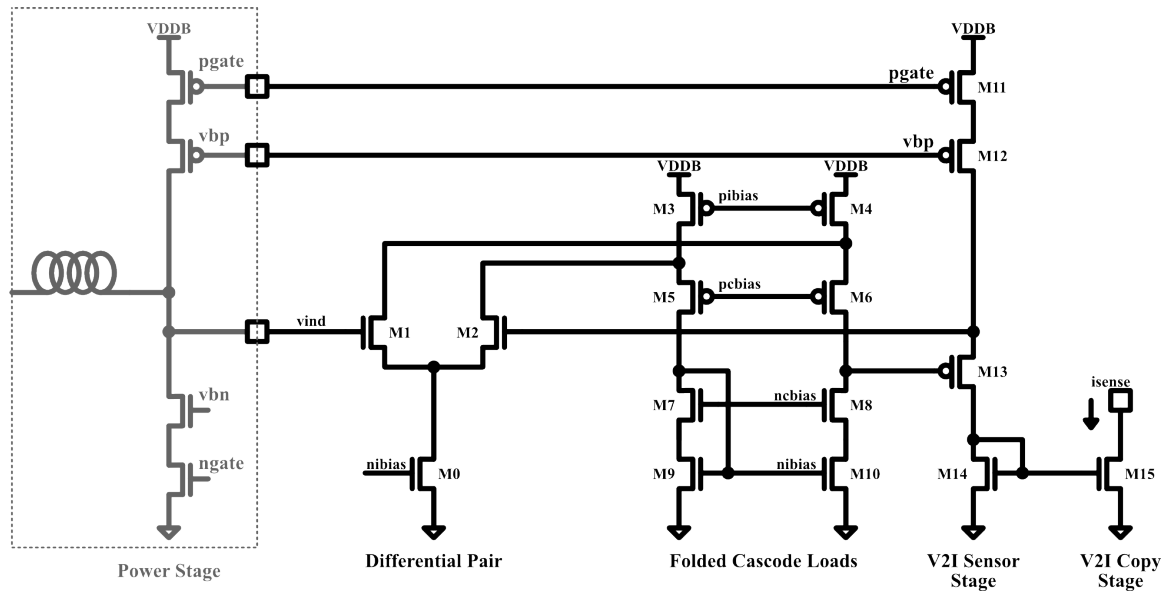 VDDB
VDDB
pgate
pgate
M11
vbp
vbp
M12
VDDB
VDDB
M3
pibias
M4
M5
pcbias
M6
vind
M1
M2
M13
vbn
M7
ncbias
M8
isense
ngate
nibias
M0
M9
nibias
M10
M14
M15
Power Stage
Differential Pair
Folded Cascode Loads
V2I Sensor
Stage
V2I Copy
Stage